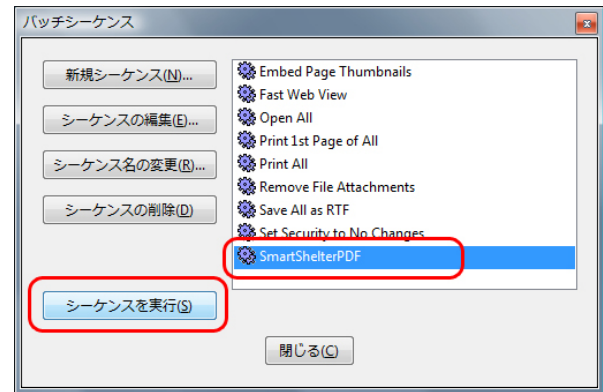 バッチシーケンス
新規シーケンス(N)...
シーケンスの編集(E)...
シーケンス名の変更(R)...
シーケンスの削除(D)
シーケンスを実行(S)
Embed Page Thumbnails
Fast Web View
Open All
Print 1st Page of All
Print All
Remove File Attachments
Save All as RTF
Set Security to No Changes
SmartShelterPDF
閉じる(C)